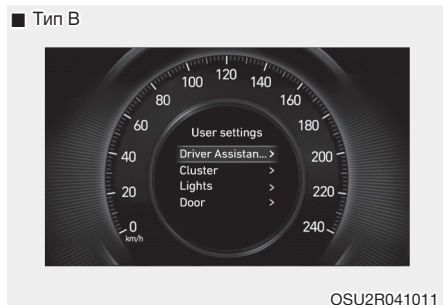 ■ Тип B
120
100 140
80 160
60 180
User settings
Driver Assistan... >
40 200
Cluster >
Lights >
20 220
Door >
0 240
km/h
OSU2R041011